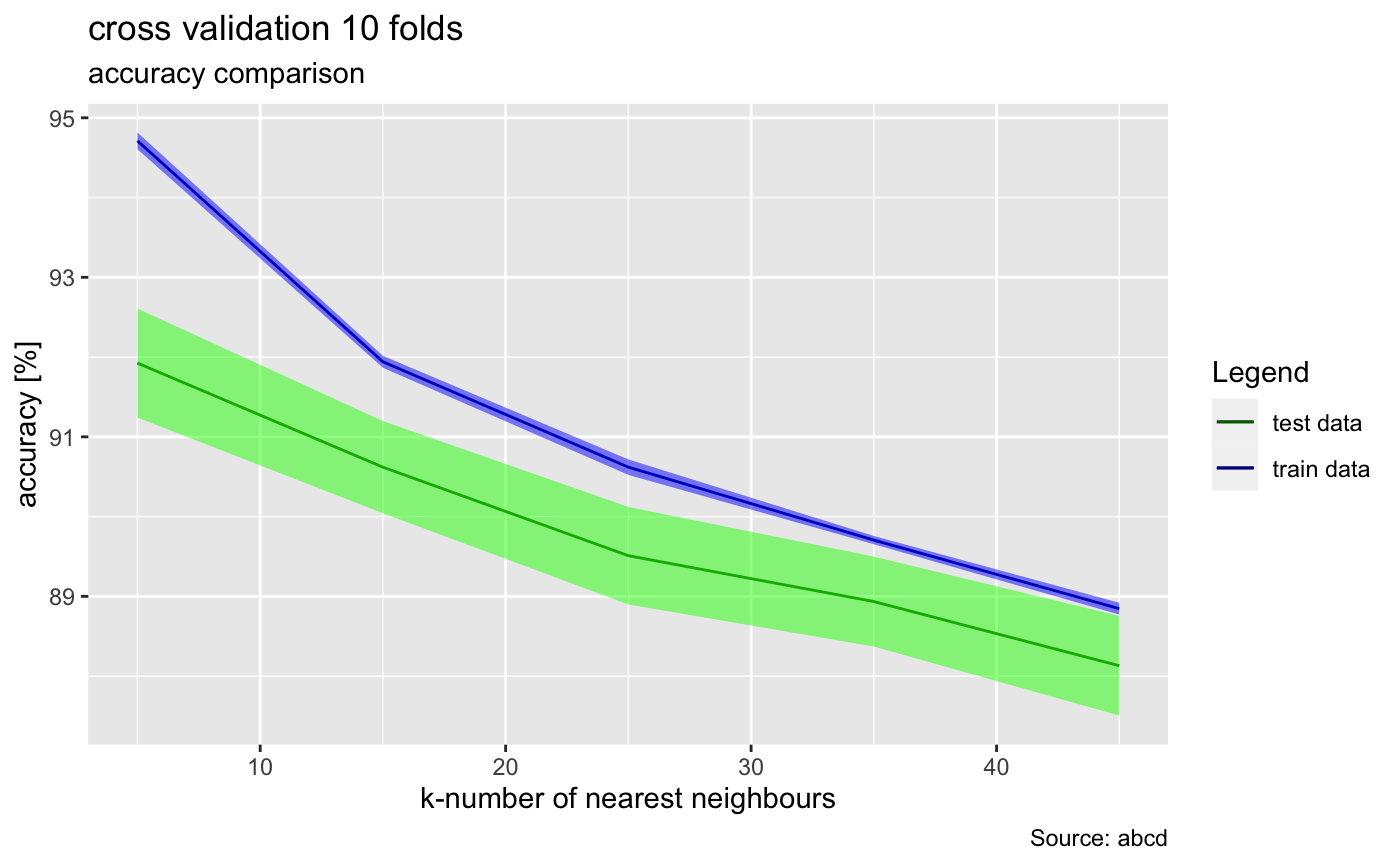 cross validation 10 folds
accuracy comparison
95
93
91
89
accuracy [%]
10 20 30 40
k-number of nearest neighbours
Legend
test data
train data
Source: abcd